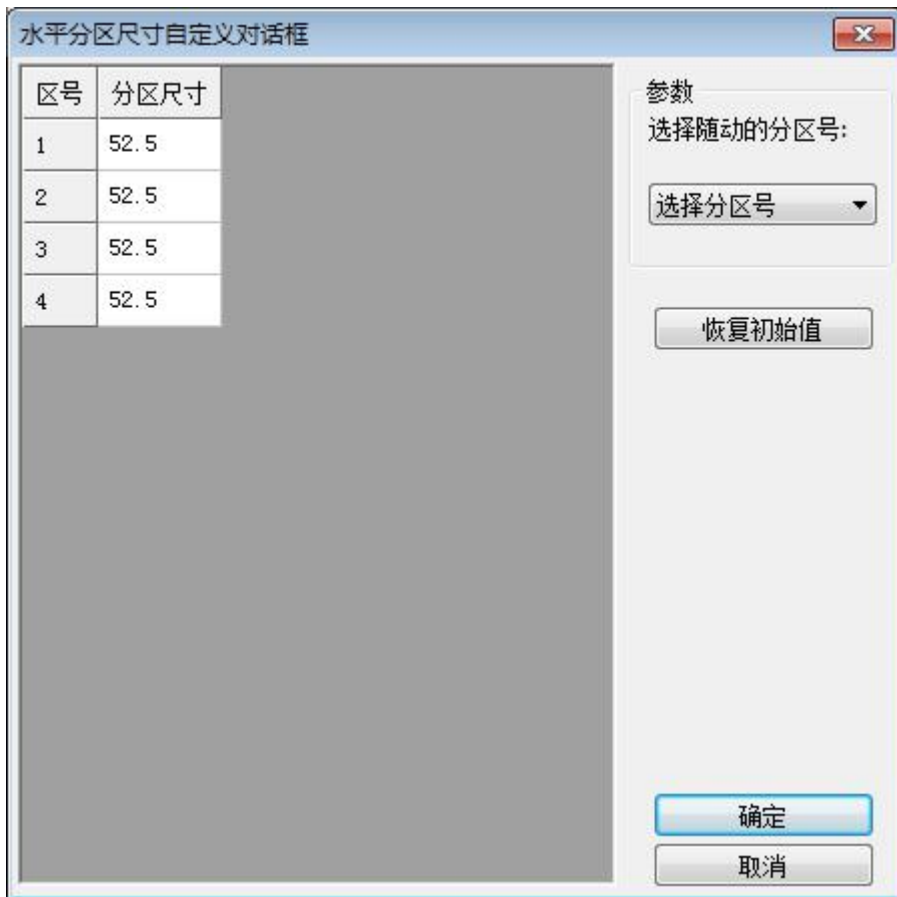 水平分区尺寸自定义对话框
区号 分区尺寸
1 52.5
2 52.5
3 52.5
4 52.5
参数
选择随动的分区号:
选择分区号
恢复初始值
确定
取消